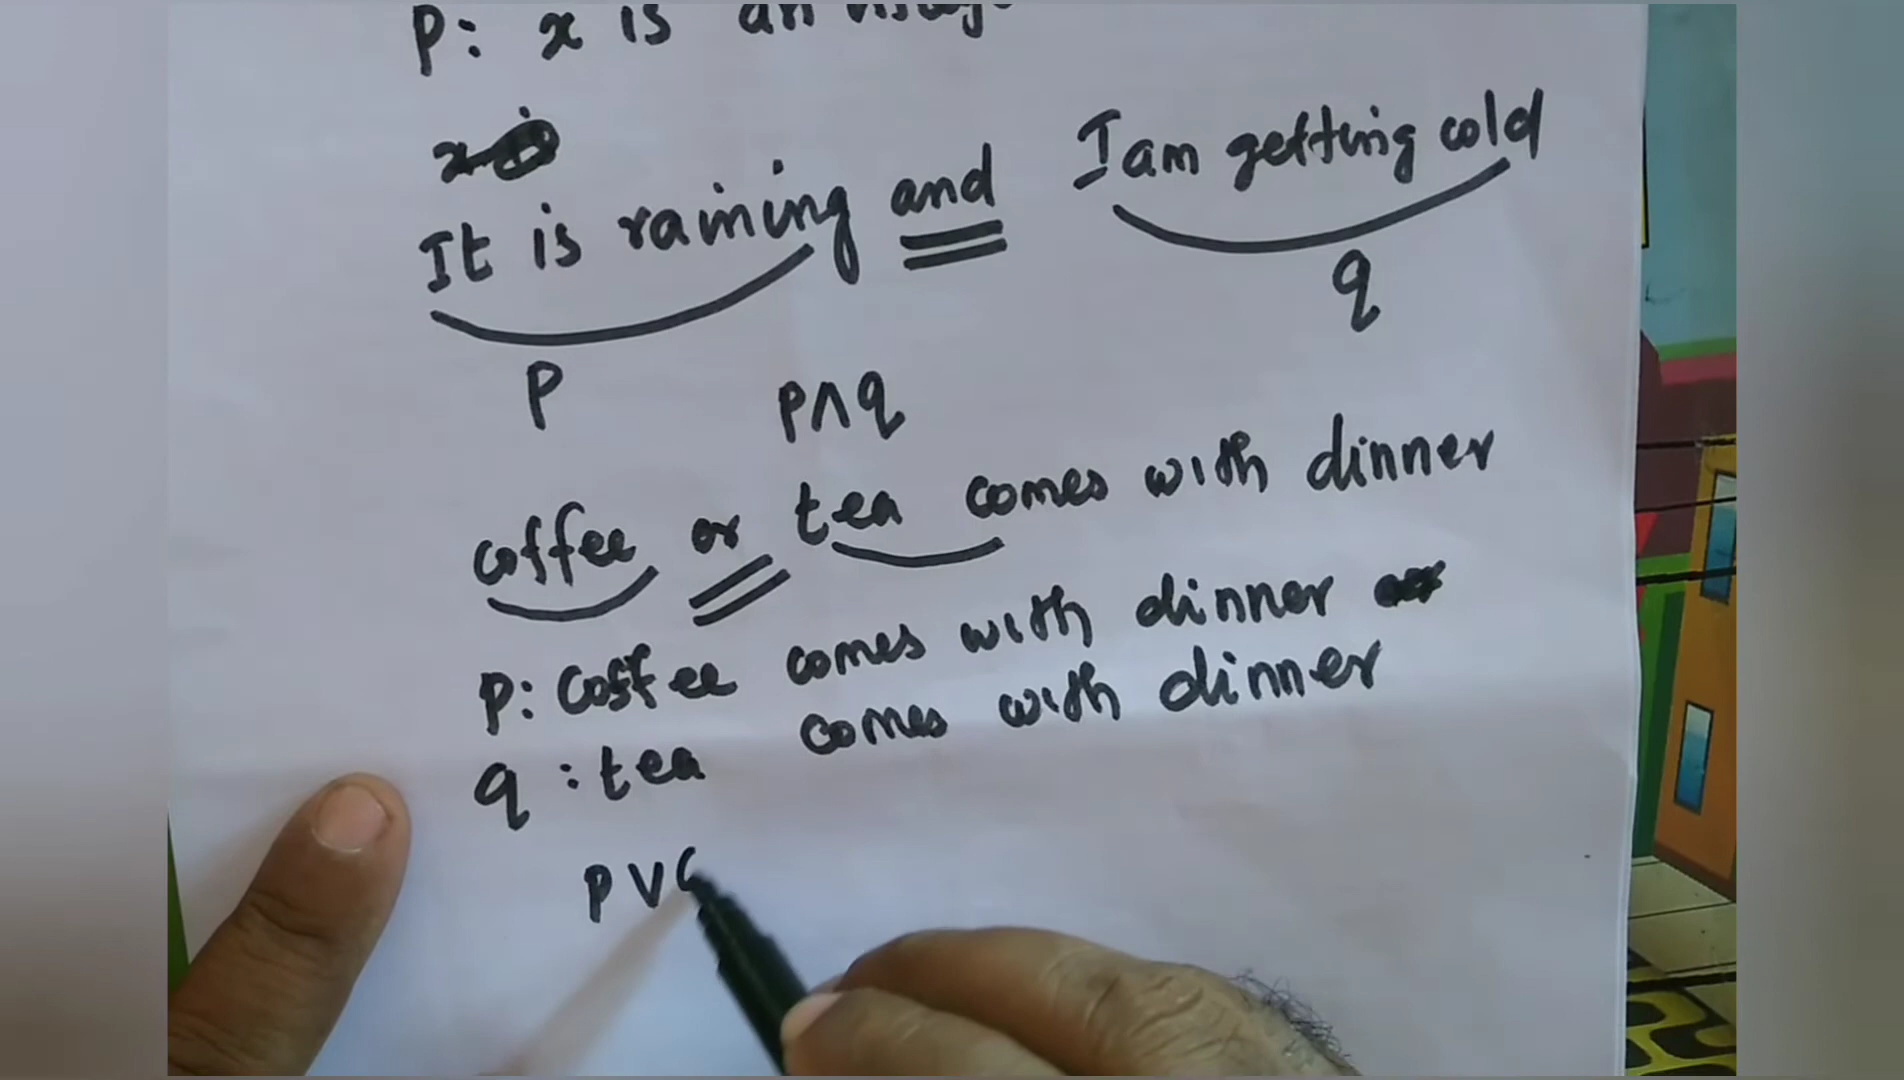 P: x is an
It is raining and I am getting cold
P q
P∧q
coffee or tea comes with dinner
p: Coffee comes with dinner
q : tea comes with dinner
P V